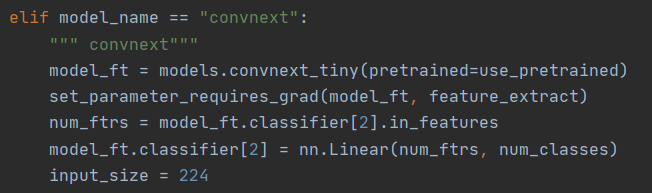 elif model_name == "convnext":
    """ convnext"""
    model_ft = models.convnext_tiny(pretrained=use_pretrained)
    set_parameter_requires_grad(model_ft, feature_extract)
    num_ftrs = model_ft.classifier[2].in_features
    model_ft.classifier[2] = nn.Linear(num_ftrs, num_classes)
    input_size = 224